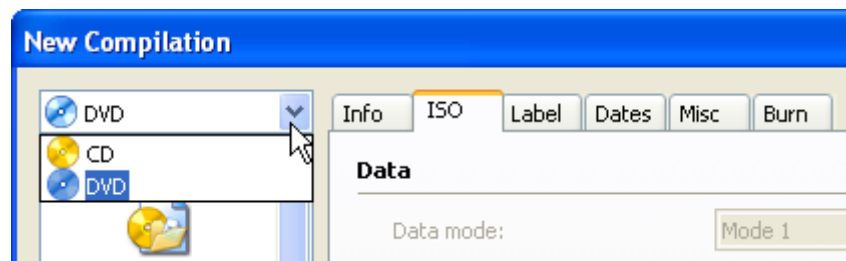 New Compilation
DVD
CD
DVD
Info ISO Label Dates Misc Burn
Data
Data mode: Mode 1